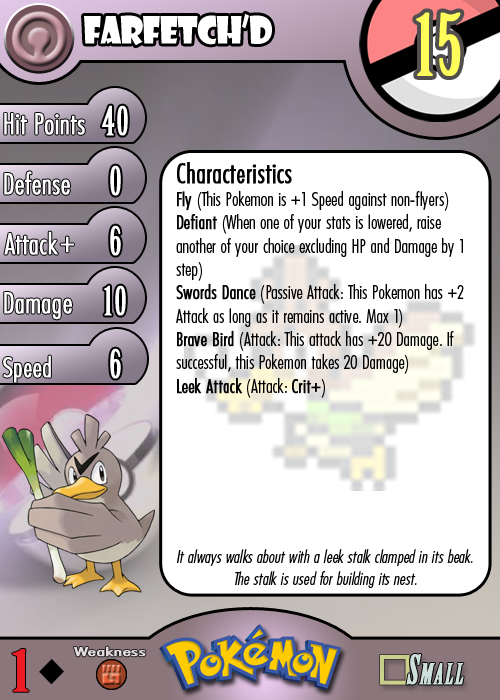 FARFETCH'D
15
Hit Points 40
Defense 0
Attack+ 6
Damage 10
Speed 6
Characteristics
Fly (This Pokemon is +1 Speed against non-flyers)
Defiant (When one of your stats is lowered, raise
another of your choice excluding HP and Damage by 1
step)
Swords Dance (Passive Attack: This Pokemon has +2
Attack as long as it remains active. Max 1)
Brave Bird (Attack: This attack has +20 Damage. If
successful, this Pokemon takes 20 Damage)
Leek Attack (Attack: Crit+)
It always walks about with a leek stalk clamped in its beak.
The stalk is used for building its nest.
1
Weakness
POKéMON
SMALL